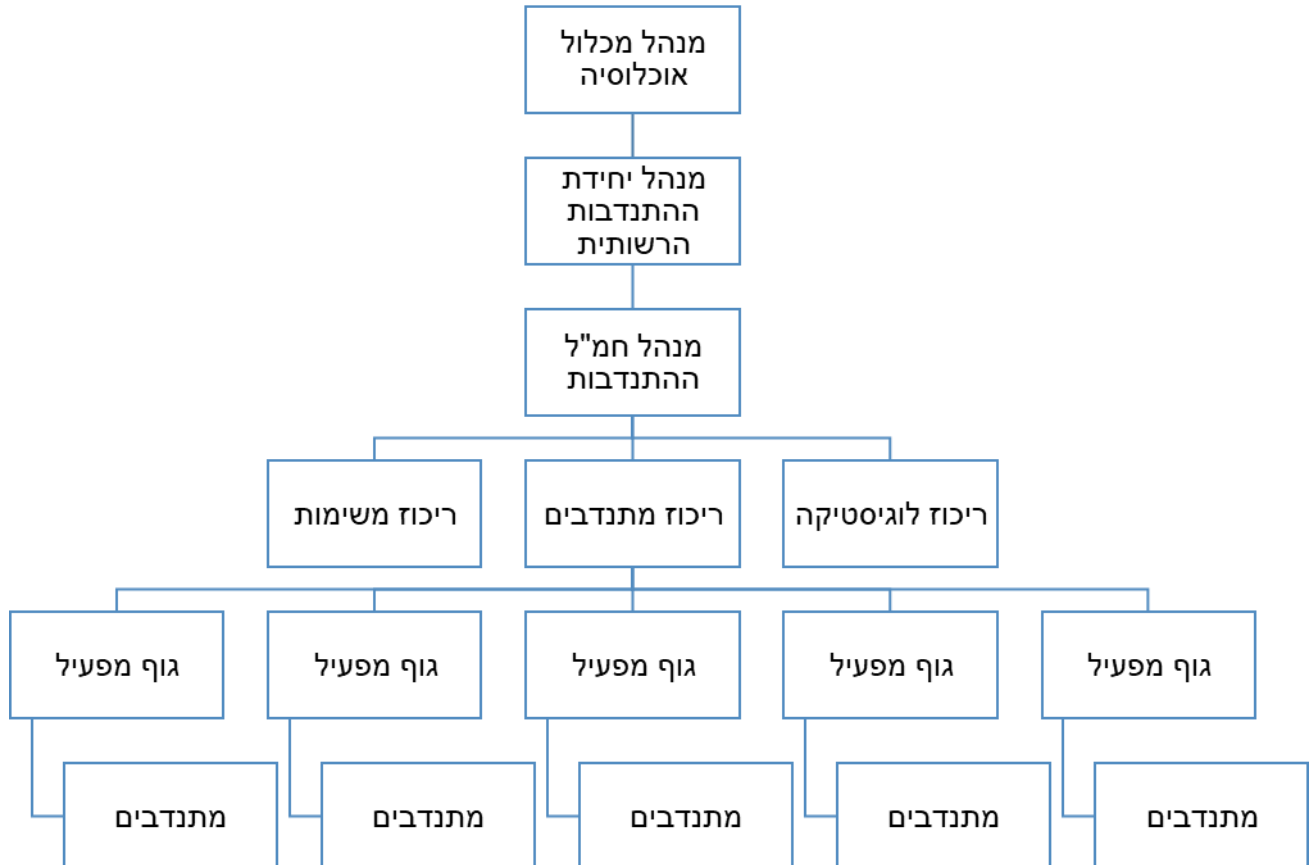 מנהל מכלול
אוכלוסיה
מנהל יחידת
ההתנדבות
הרשותית
מנהל חמ"ל
ההתנדבות
ריכוז לוגיסטיקה
ריכוז מתנדבים
ריכוז משימות
גוף מפעיל
גוף מפעיל
גוף מפעיל
גוף מפעיל
גוף מפעיל
מתנדבים
מתנדבים
מתנדבים
מתנדבים
מתנדבים